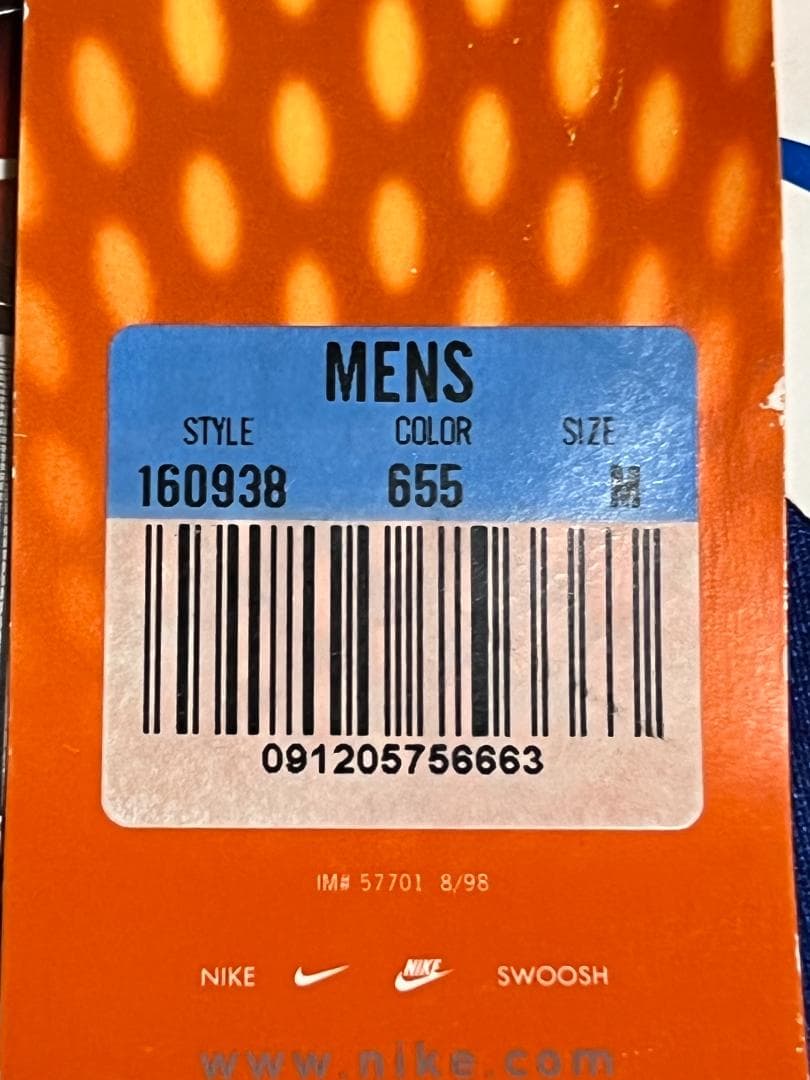 MENS
STYLE COLOR SIZE
160938 655 M
091205756663
IM# 57701 8/98
NIKE NIKE SWOOSH
www.nike.com